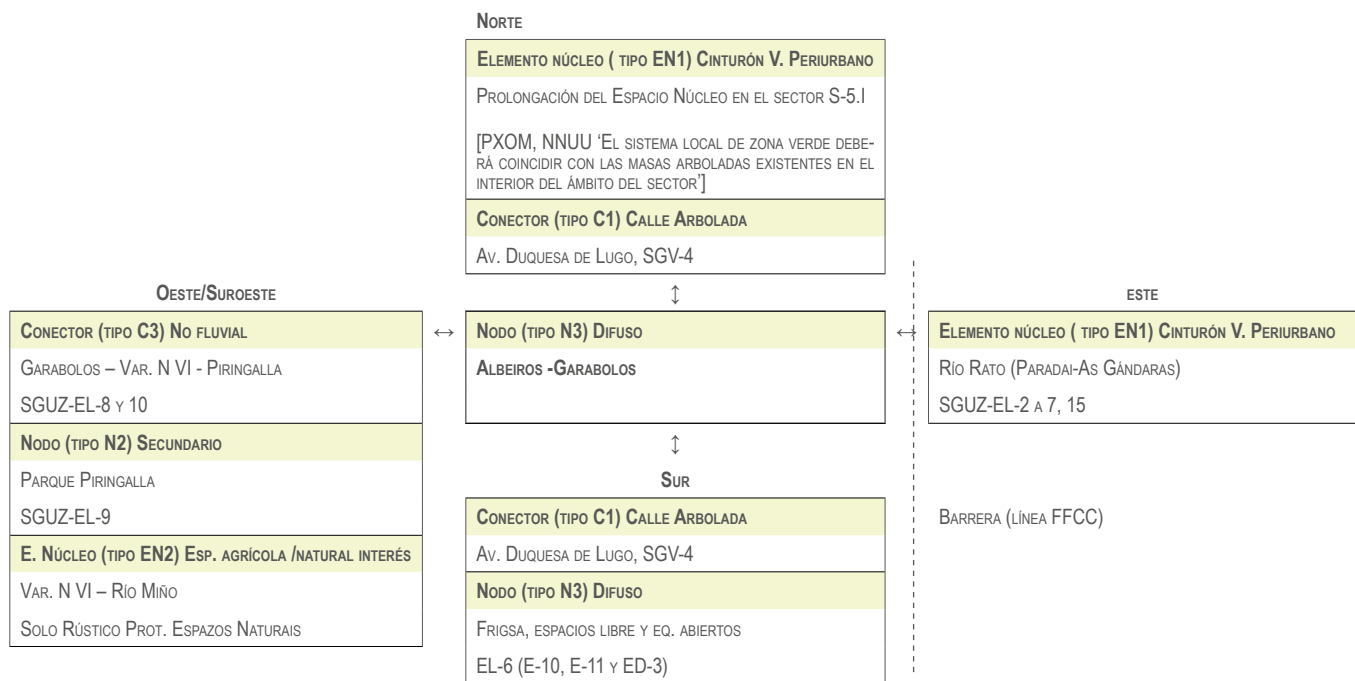 Norte
Elemento núcleo ( tipo EN1) Cinturón V. Periurbano
Prolongación del Espacio Núcleo en el sector S-5.I
[PXOM, NNUU ‘El sistema local de zona verde debe-
rá coincidir con las masas arboladas existentes en el
interior del ámbito del sector’]
Conector (tipo C1) Calle Arbolada
Av. Duquesa de Lugo, SGV-4
↕
Oeste/Suroeste
Conector (tipo C3) No fluvial
Garabolos – Var. N VI - Piringalla
SGUZ-EL-8 y 10
Nodo (tipo N2) Secundario
Parque Piringalla
SGUZ-EL-9
E. Núcleo (tipo EN2) Esp. agrícola /natural interés
Var. N VI – Río Miño
Solo Rústico Prot. Espazos Naturais
↔
Nodo (tipo N3) Difuso
Albeiros -Garabolos
↔
este
Elemento núcleo ( tipo EN1) Cinturón V. Periurbano
Río Rato (Paradai-As Gándaras)
SGUZ-EL-2 a 7, 15
↕
Sur
Conector (tipo C1) Calle Arbolada
Av. Duquesa de Lugo, SGV-4
Nodo (tipo N3) Difuso
Frigsa, espacios libre y eq. abiertos
EL-6 (E-10, E-11 y ED-3)
Barrera (línea FFCC)